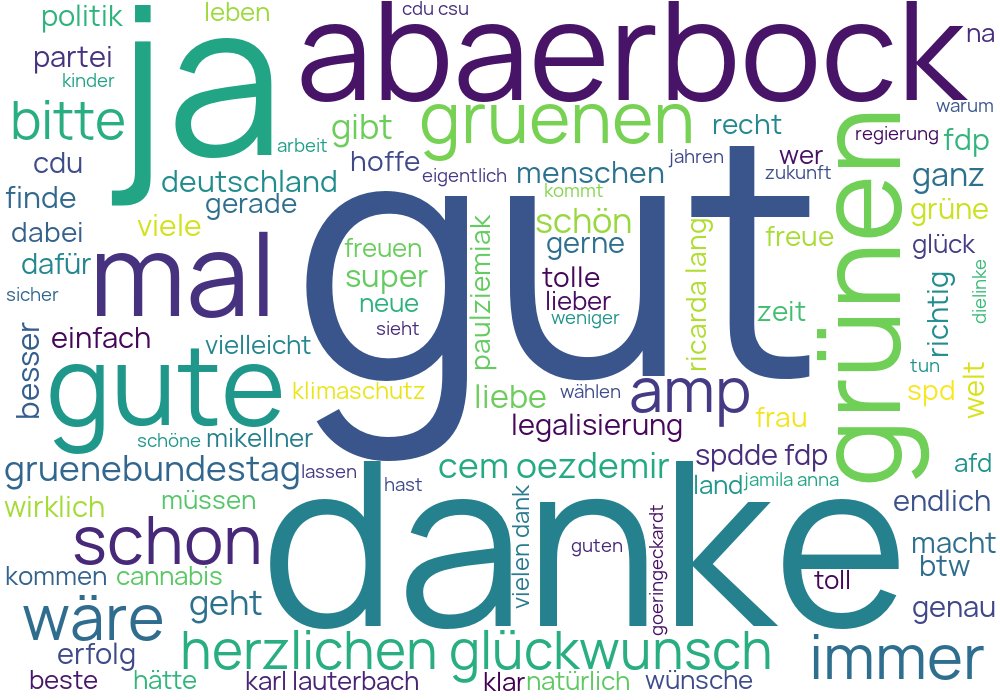 politik
leben
cdu csu
ja
abaerbock
na
partei
kinder
bitte
gibt
gruenen
recht
warum
regierung
fdp
arbeit
cdu
hoffe
jahren
wer
zukunft
deutschland
eigentlich
menschen
kommt
ganz
finde
gerade
grüne
viele
schön
dabei
mal
freuen
gerne
freue
glück
dafür
super
tolle
grünen
sicher
neue
lieber
gut
paulziemiak
ricarda lang
zeit
richtig
dielinke
sieht
weniger
besser
einfach
vielleicht
tun
gute
klimaschutz
liebe
wählen
amp
frau
spd
welt
legalisierung
schöne
mikellner
gruenebundestag
lassen
cem oezdemir
spdde fdp
afd
land
jamila anna
hast
wirklich
müssen
danke
vielen dank
goeringeckardt
endlich
schon
guten
macht
kommen
cannabis
toll
btw
wäre
geht
genau
herzlichen glückwunsch
immer
erfolg
beste
hätte
karl lauterbach
klar
natürlich
wünsche